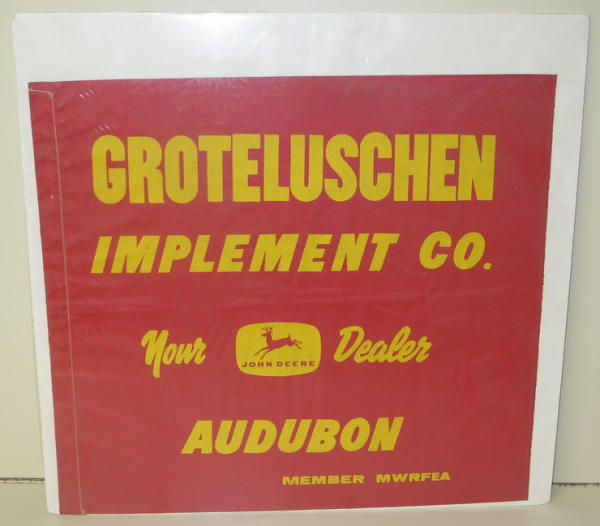 GROTELUSCHEN
IMPLEMENT CO.
Your JOHN DEERE Dealer
AUDUBON
MEMBER MWRFEA